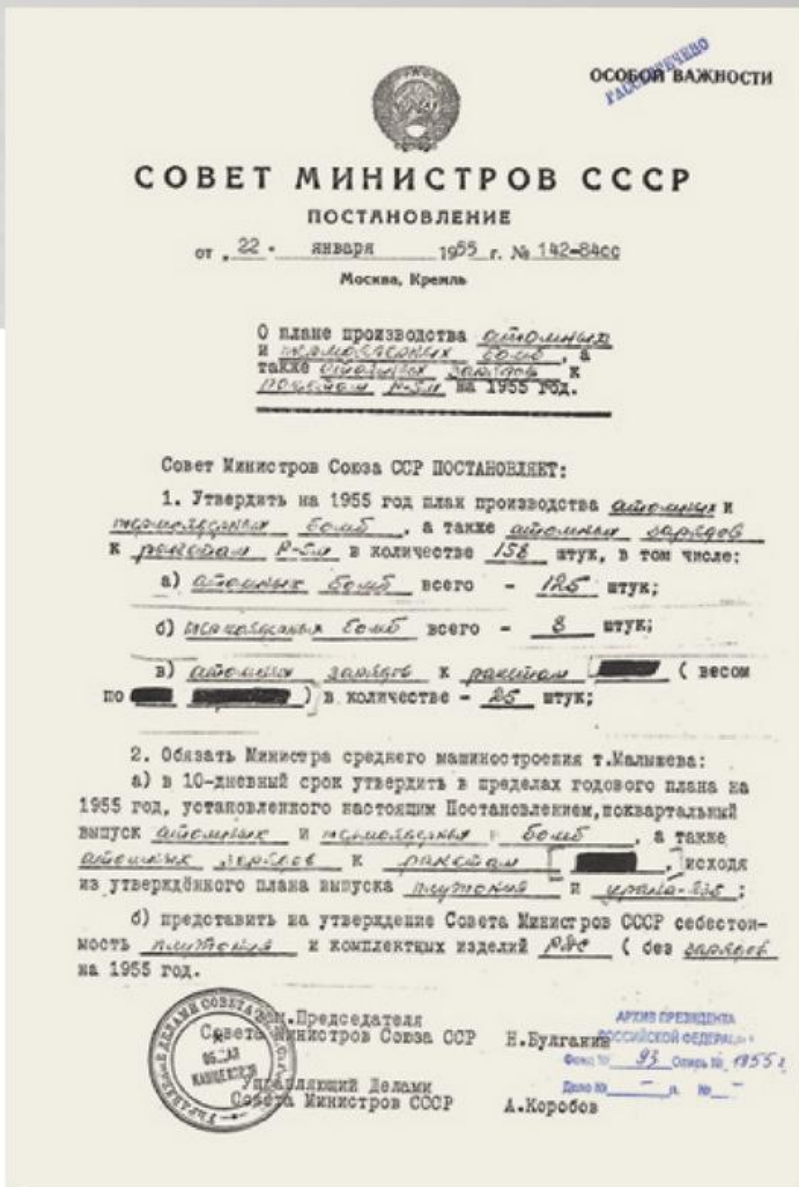 ОСОБОЙ ВАЖНОСТИ
РАССЕКРЕЧЕНО
СОВЕТ МИНИСТРОВ СССР
ПОСТАНОВЛЕНИЕ
от „22" января 1955 г. № 142-84сс
Москва, Кремль
О плане производства атомных
и термоядерных бомб, а
также атомных зарядов к
ракетам Р-5м на 1955 год.
Совет Министров Союза ССР ПОСТАНОВЛЯЕТ:
1. Утвердить на 1955 год план производства атомных и
термоядерных бомб, а также атомных зарядов
к ракетам Р-5м в количестве 158 штук, в том числе:
а) атомных бомб всего - 125 штук;
б) термоядерных бомб всего - 8 штук;
в) атомных зарядов к ракетам ( весом
по ) в количестве - 25 штук;
2. Обязать Министра среднего машиностроения т.Малышева:
а) в 10-дневный срок утвердить в пределах годового плана на
1955 год, установленного настоящим Постановлением, поквартальный
выпуск атомных и термоядерных бомб, а также
атомных зарядов к ракетам , исходя
из утверждённого плана выпуска плутония и урана-235;
б) представить на утверждение Совета Министров СССР себестои-
мость плутония и комплектных изделий РДС ( без зарядов
на 1955 год.
Зам.Председателя
Совета Министров Союза ССР Н.Булганин
Управляющий Делами
Совета Министров СССР А.Коробов
УПРАВЛЕНИЕ ДЕЛАМИ СОВЕТА
ОБЩАЯ
КАНЦЕЛЯРИЯ
АРХИВ ПРЕЗИДЕНТА
РОССИЙСКОЙ ФЕДЕРАЦИИ
Фонд № 93 Опись № 1955 г
Дело № - л. № -